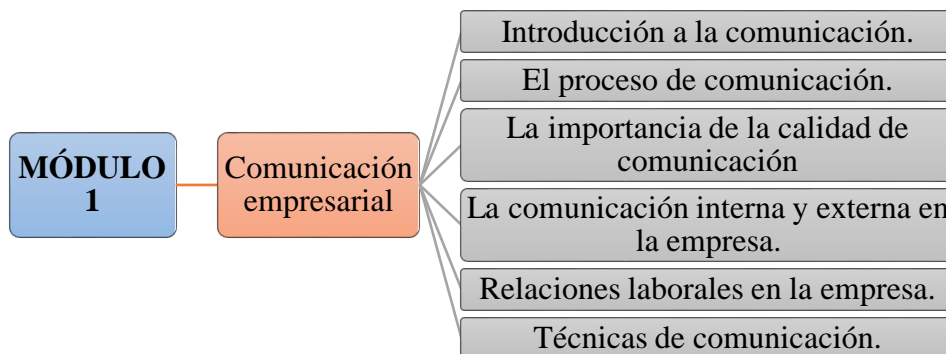 MÓDULO
1
Comunicación
empresarial
Introducción a la comunicación.
El proceso de comunicación.
La importancia de la calidad de
comunicación
La comunicación interna y externa en
la empresa.
Relaciones laborales en la empresa.
Técnicas de comunicación.